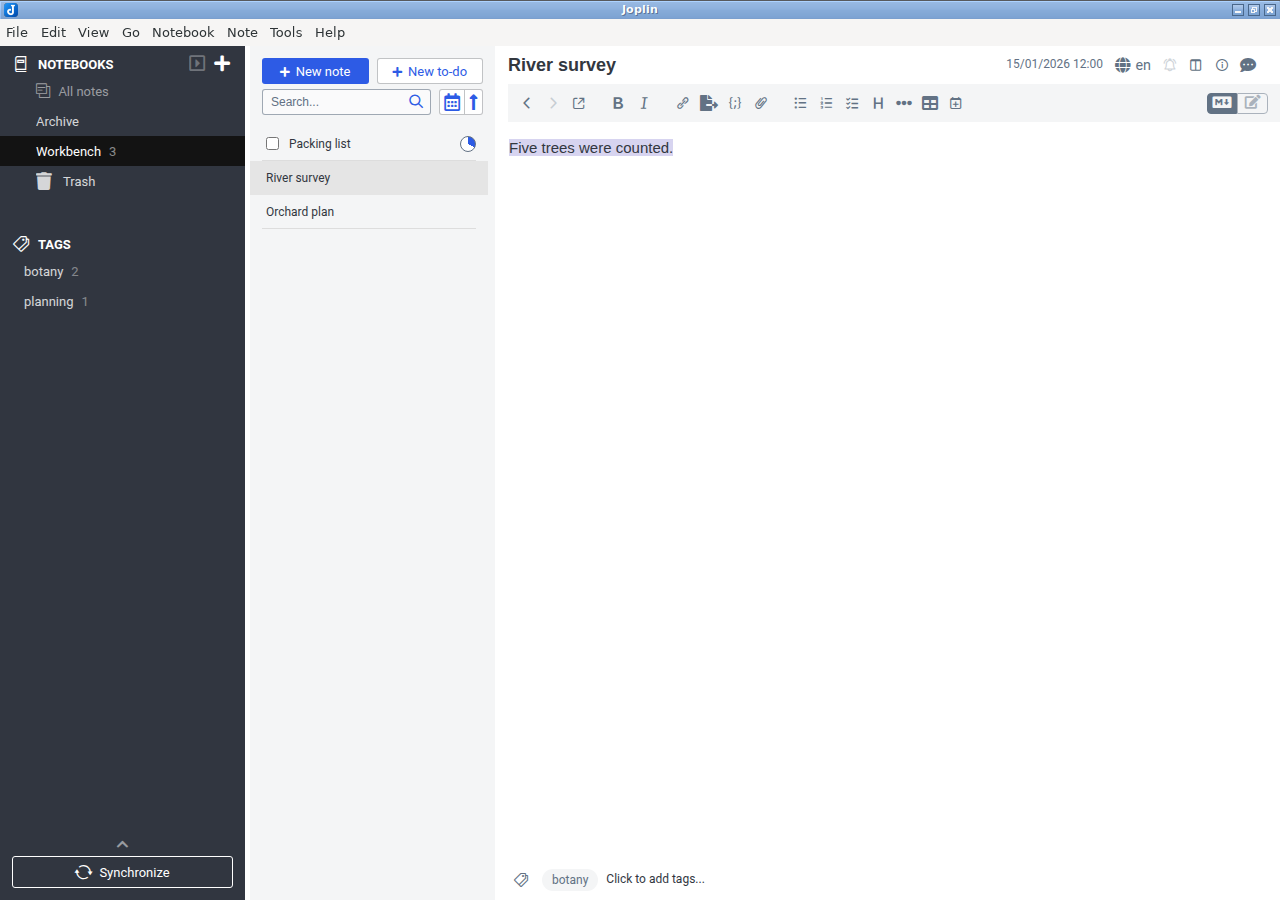 Joplin
File Edit View Go Notebook Note Tools Help
NOTEBOOKS
All notes
Archive
Workbench 3
Trash
TAGS
botany 2
planning 1
Synchronize
New note
New to-do
Search...
Packing list
River survey
Orchard plan
River survey
15/01/2026 12:00
en
Five trees were counted.
botany
Click to add tags...